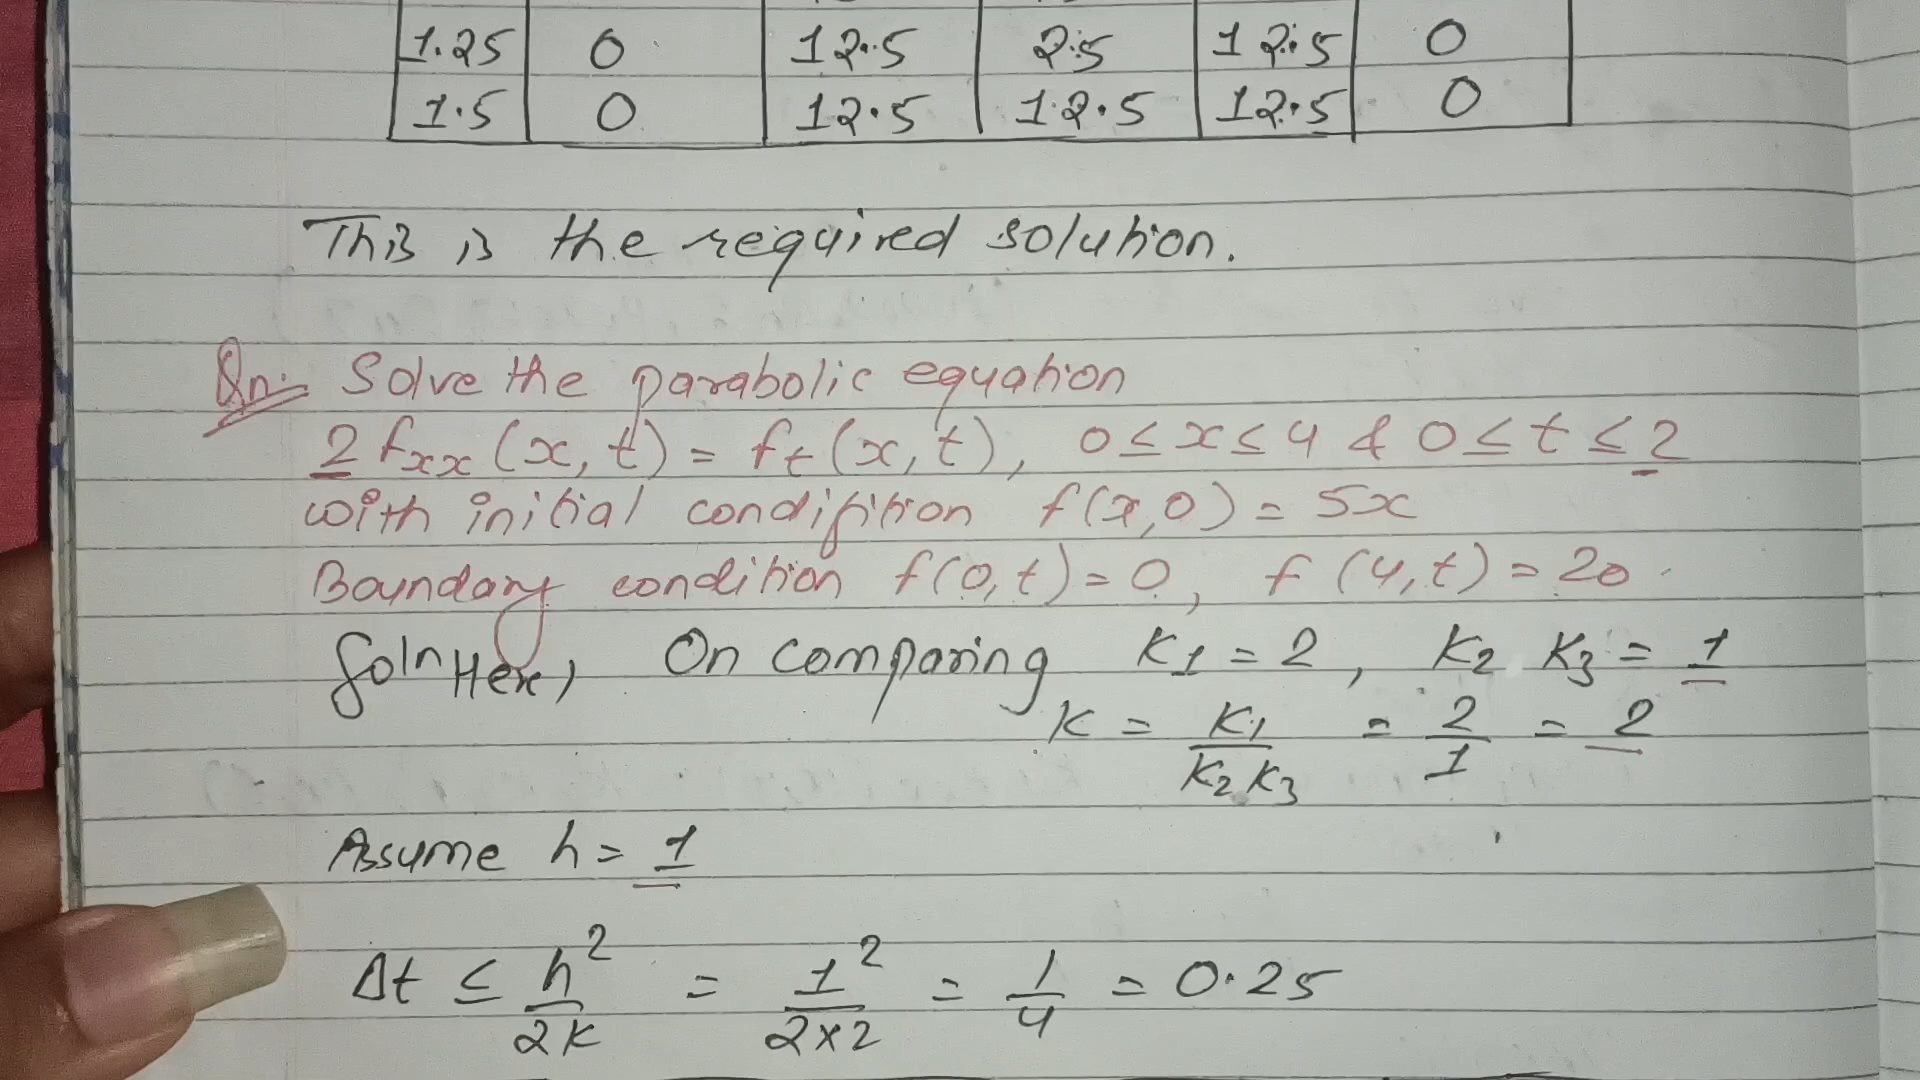 1.25 0 12.5 2.5 12.5 0
1.5 0 12.5 12.5 12.5 0
This is the required solution.
Qn:- Solve the parabolic equation
2 fxx (x, t) = ft (x, t), 0 ≤ x ≤ 4 & 0 ≤ t ≤ 2
with initial condifition f(x,0) = 5x
Boundary condition f(0,t) = 0, f (4,t) = 20.
Soln Here, On comparing K1 = 2, K2 K3 = 1
K = K1/K2 K3 = 2/1 = 2
Assume h = 1
Δt ≤ h²/2K = 1²/2×2 = 1/4 = 0.25